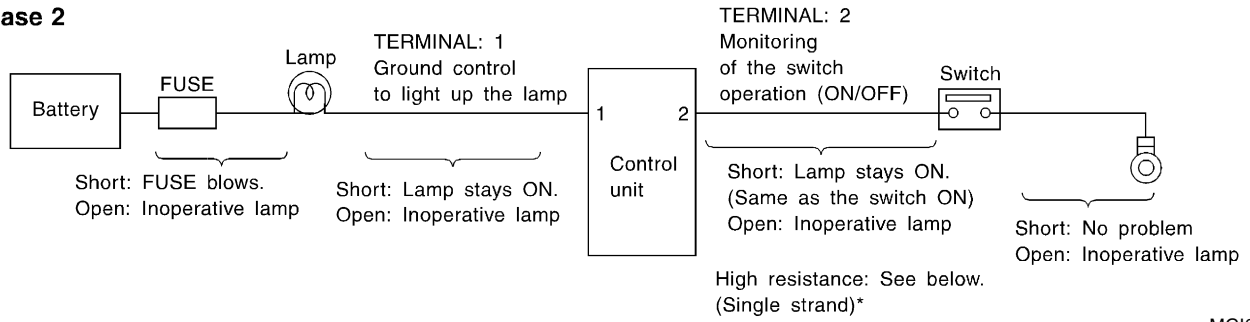 ase 2
Battery
FUSE
Lamp
TERMINAL: 1
Ground control
to light up the lamp
1
2
Control
unit
TERMINAL: 2
Monitoring
of the switch
operation (ON/OFF)
Switch
Short: FUSE blows.
Open: Inoperative lamp
Short: Lamp stays ON.
Open: Inoperative lamp
Short: Lamp stays ON.
(Same as the switch ON)
Open: Inoperative lamp
High resistance: See below.
(Single strand)*
Short: No problem
Open: Inoperative lamp